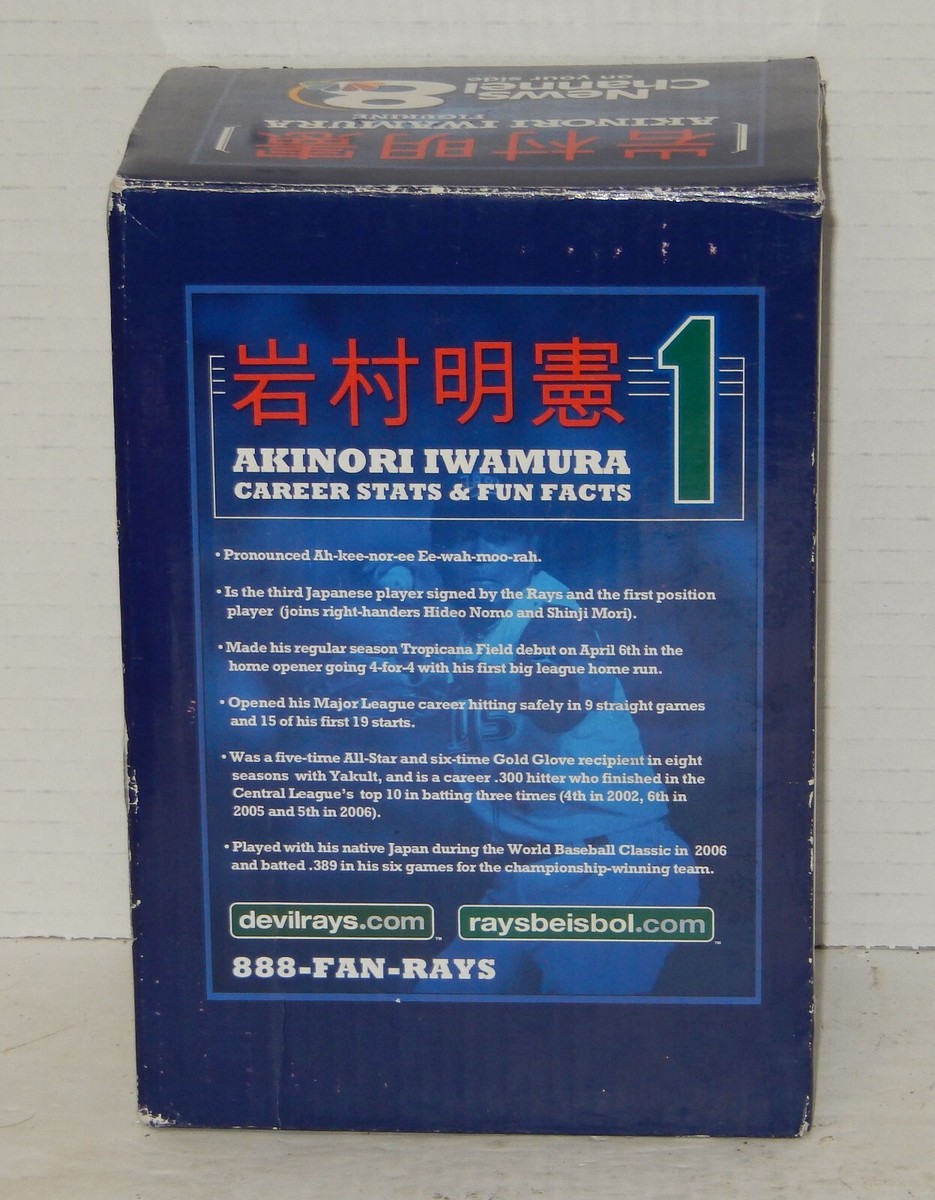 News
Channel 8
on your side
FIGURINE
AKINORI IWAMURA
岩村明憲
岩村明憲 1
AKINORI IWAMURA
CAREER STATS & FUN FACTS
• Pronounced Ah-kee-nor-ee Ee-wah-moo-rah.
• Is the third Japanese player signed by the Rays and the first position
player (joins right-handers Hideo Nomo and Shinji Mori).
• Made his regular season Tropicana Field debut on April 6th in the
home opener going 4-for-4 with his first big league home run.
• Opened his Major League career hitting safely in 9 straight games
and 15 of his first 19 starts.
• Was a five-time All-Star and six-time Gold Glove recipient in eight
seasons with Yakult, and is a career .300 hitter who finished in the
Central League's top 10 in batting three times (4th in 2002, 6th in
2005 and 5th in 2006).
• Played with his native Japan during the World Baseball Classic in 2006
and batted .389 in his six games for the championship-winning team.
devilrays.com™ raysbeisbol.com™
888-FAN-RAYS